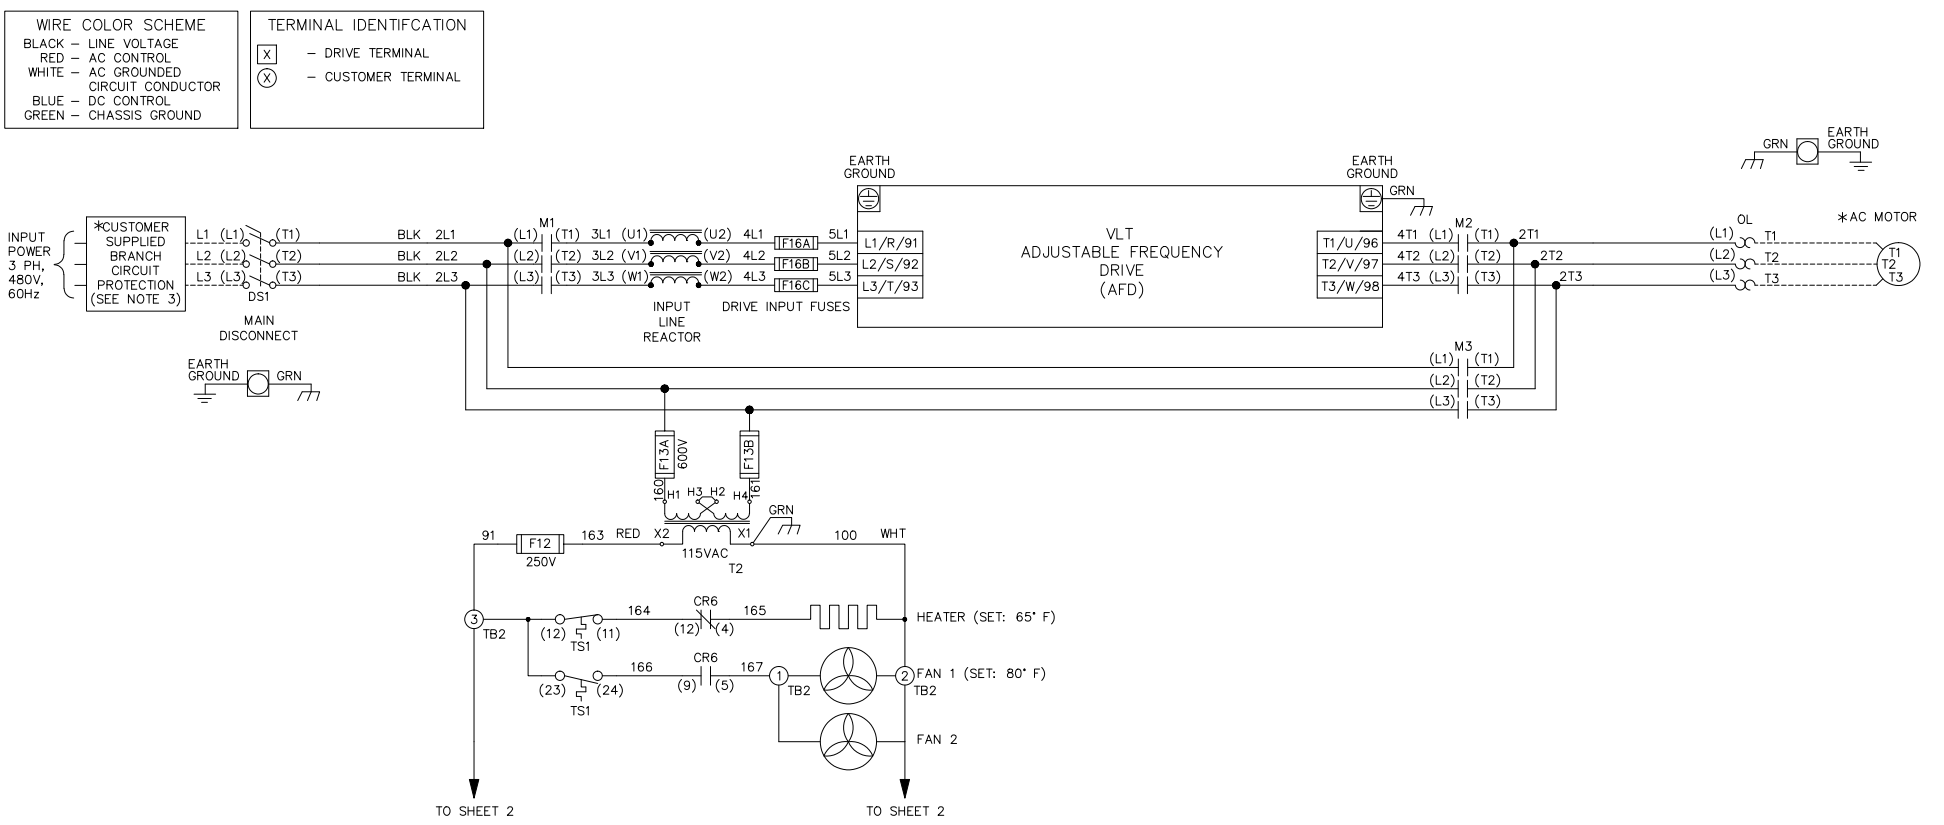 WIRE COLOR SCHEME
BLACK – LINE VOLTAGE
RED – AC CONTROL
WHITE – AC GROUNDED
CIRCUIT CONDUCTOR
BLUE – DC CONTROL
GREEN – CHASSIS GROUND
TERMINAL IDENTIFCATION
X – DRIVE TERMINAL
X – CUSTOMER TERMINAL
INPUT
POWER
3 PH,
480V,
60Hz
*CUSTOMER
SUPPLIED
BRANCH
CIRCUIT
PROTECTION
(SEE NOTE 3)
L1 (L1) (T1) BLK 2L1 (L1) M1 (T1) 3L1 (U1) (U2) 4L1 F16A 5L1 L1/R/91
L2 (L2) (T2) BLK 2L2 (L2) (T2) 3L2 (V1) (V2) 4L2 F16B 5L2 L2/S/92
L3 (L3) (T3) BLK 2L3 (L3) (T3) 3L3 (W1) (W2) 4L3 F16C 5L3 L3/T/93
DS1
MAIN
DISCONNECT
INPUT
LINE
REACTOR
DRIVE INPUT FUSES
EARTH
GROUND
GRN
EARTH
GROUND
VLT
ADJUSTABLE FREQUENCY
DRIVE
(AFD)
EARTH
GROUND
GRN
T1/U/96 4T1 (L1) M2 (T1) 2T1 (L1) OL T1
T2/V/97 4T2 (L2) (T2) 2T2 (L2) T2
T3/W/98 4T3 (L3) (T3) 2T3 (L3) T3
GRN
EARTH
GROUND
*AC MOTOR
T1
T2
T3
M3
(L1) (T1)
(L2) (T2)
(L3) (T3)
F13A
600V
F13B
160
161
H1 H3 H2 H4
GRN
91 F12 163 RED X2 X1 100 WHT
250V
115VAC
T2
3
TB2
(12) (11)
TS1
164
CR6
(12) (4)
165
HEATER (SET: 65° F)
(23) (24)
TS1
166
CR6
(9) (5)
167
1
TB2
2
TB2
FAN 1 (SET: 80° F)
FAN 2
TO SHEET 2
TO SHEET 2